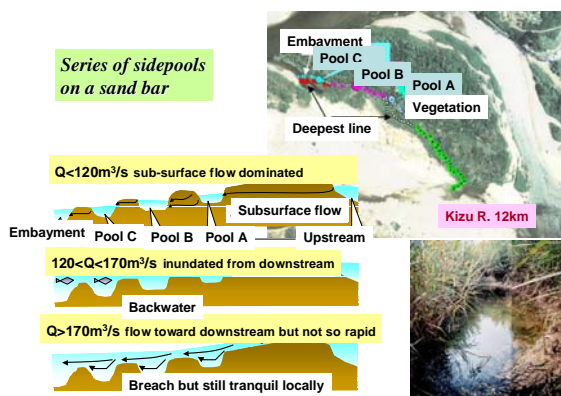 Series of sidepools
on a sand bar
Embayment
Pool C
Pool B
Pool A
Vegetation
Deepest line
Kizu R. 12km
Q<120m³/s sub-surface flow dominated
Subsurface flow
Embayment Pool C Pool B Pool A Upstream
120<Q<170m³/s inundated from downstream
Backwater
Q>170m³/s flow toward downstream but not so rapid
Breach but still tranquil locally